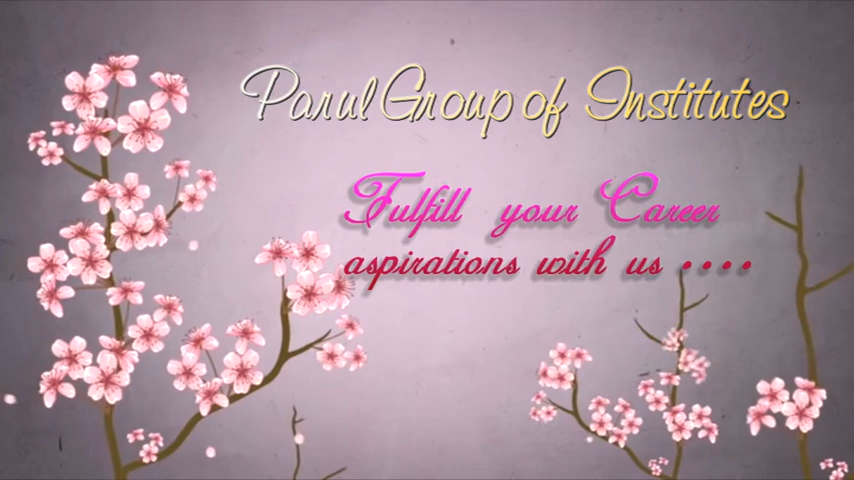 Parul Group of Institutes
Fulfill your Career
aspirations with us ....